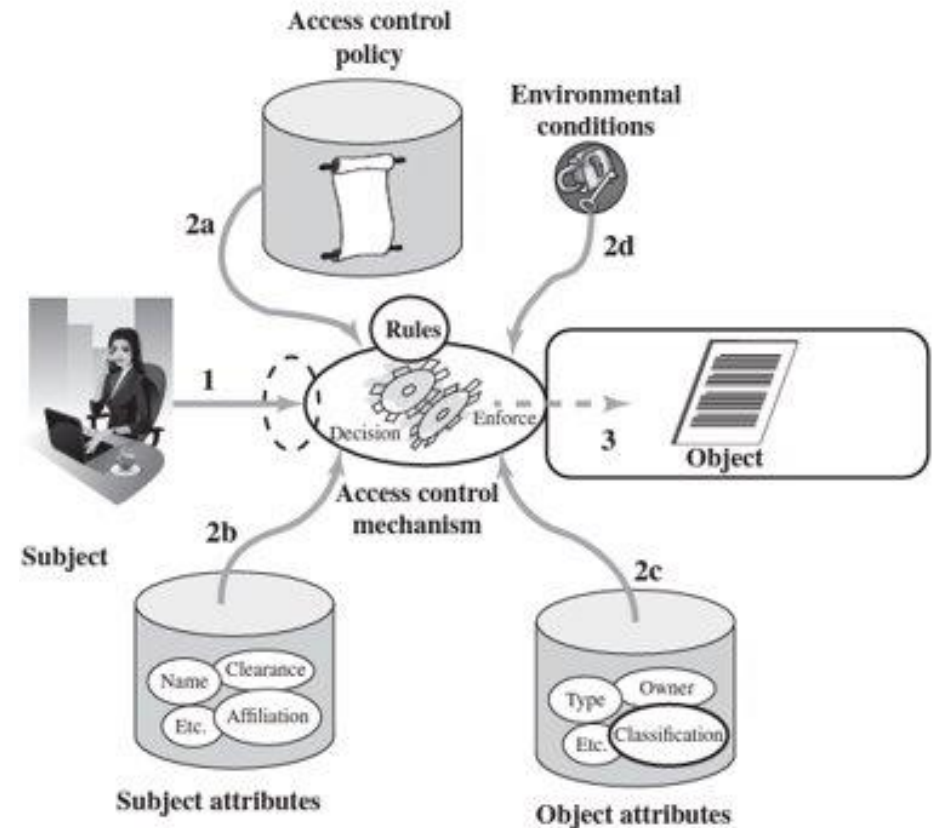 Access control
policy
Environmental
conditions
2a
2d
Rules
1
Decision
Enforce
3
Object
Access control
mechanism
2b
Subject
2c
Name
Clearance
Etc.
Affiliation
Type
Owner
Etc.
Classification
Subject attributes
Object attributes